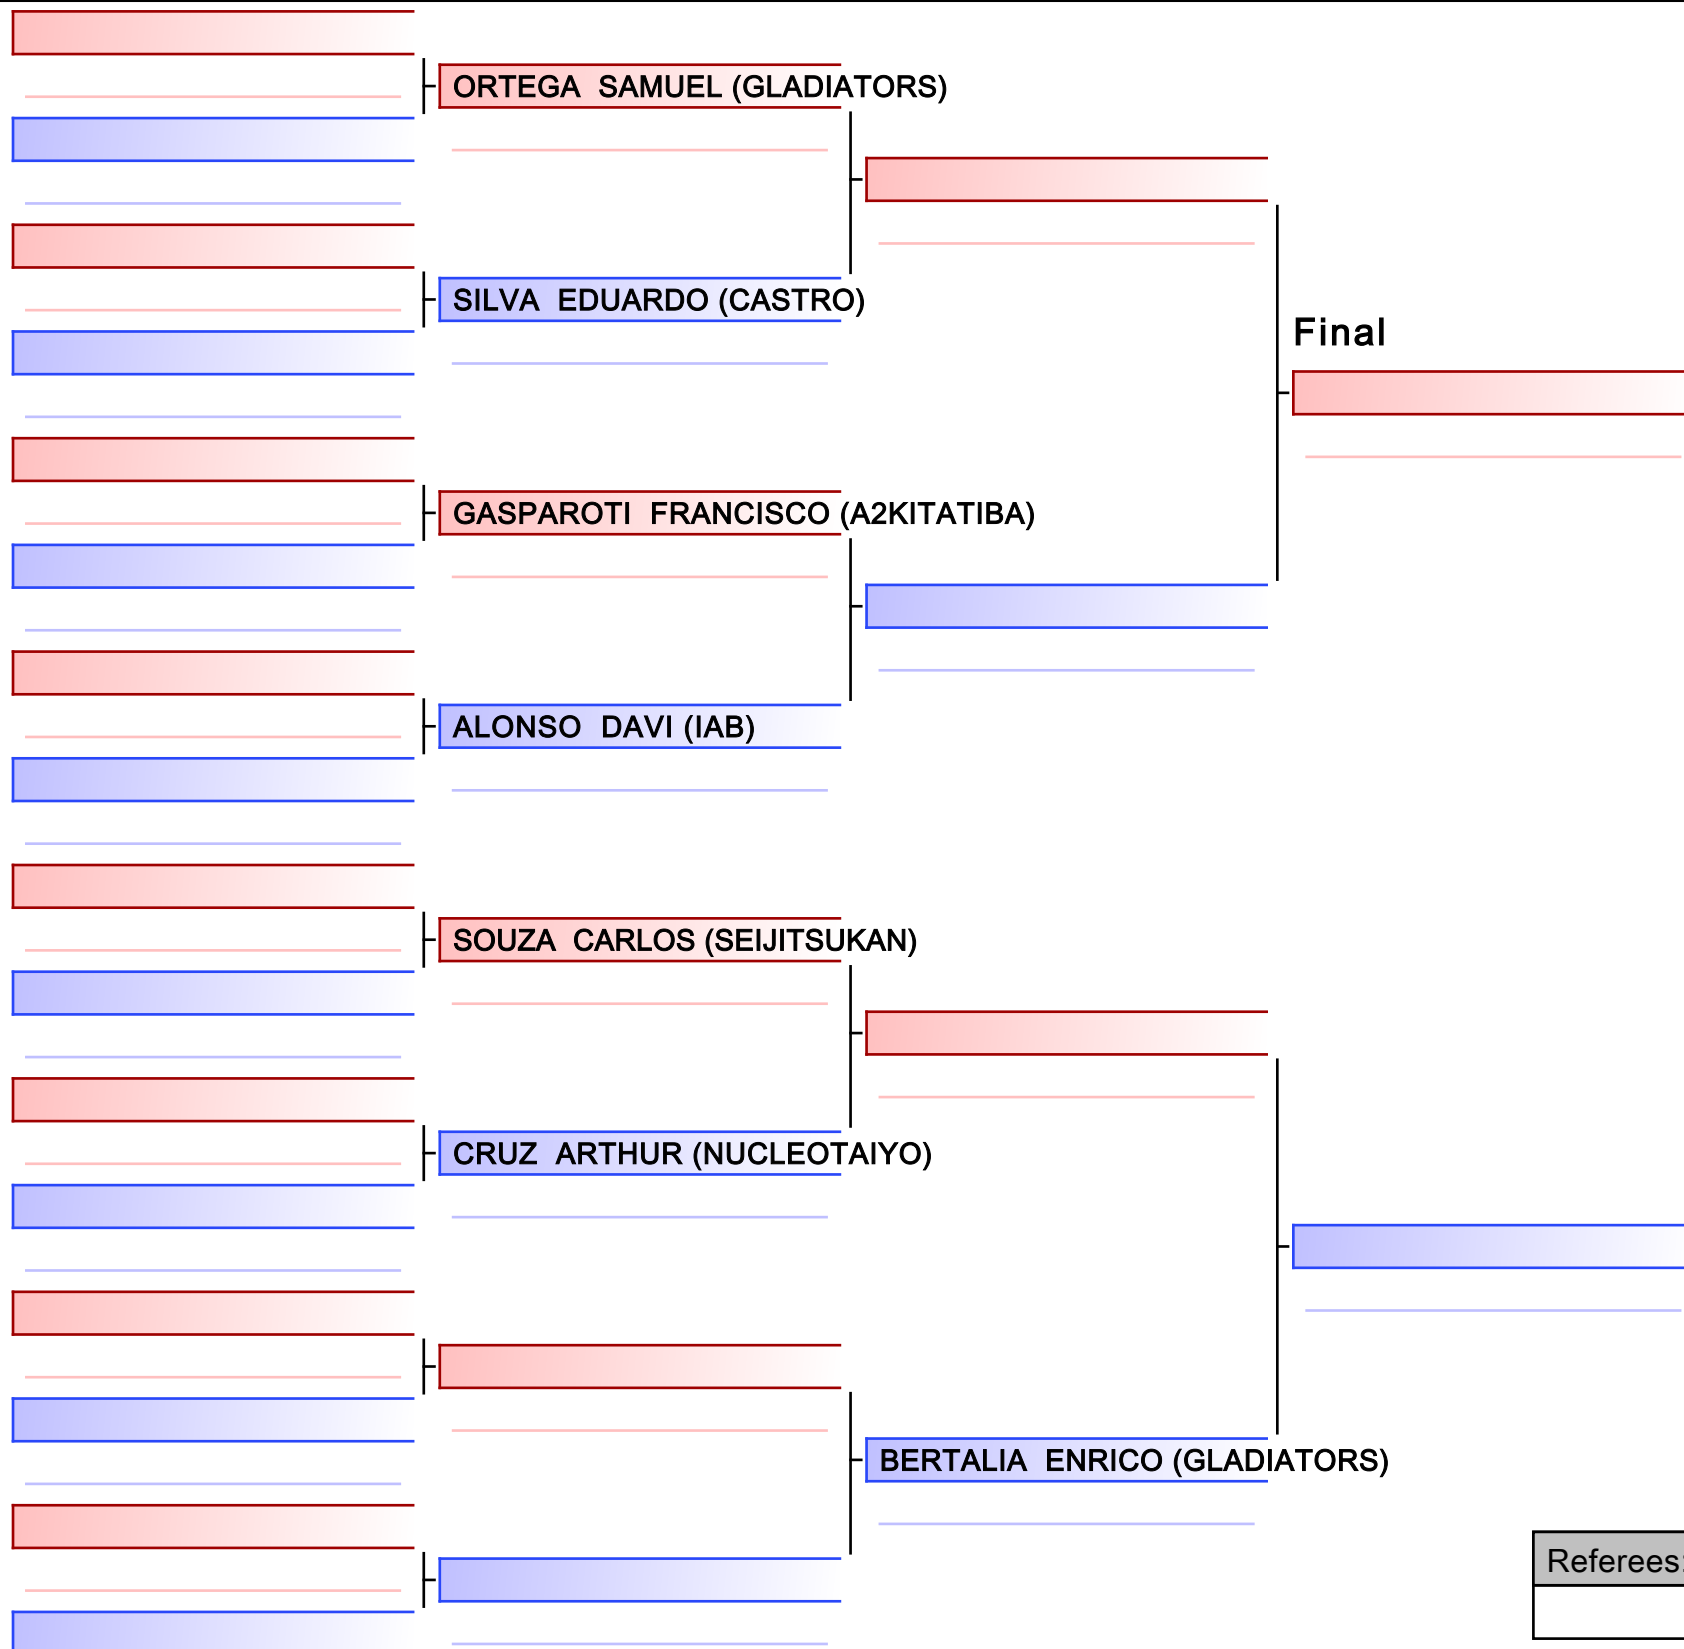 ORTEGA  SAMUEL (GLADIATORS)
SILVA  EDUARDO (CASTRO)
Final
GASPAROTI  FRANCISCO (A2KITATIBA)
ALONSO  DAVI (IAB)
SOUZA  CARLOS (SEIJITSUKAN)
CRUZ  ARTHUR (NUCLEOTAIYO)
BERTALIA  ENRICO (GLADIATORS)
Referees: